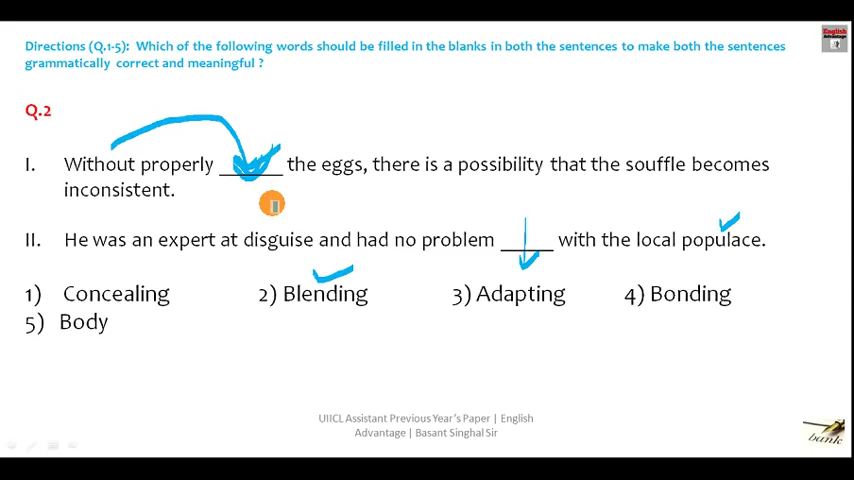 English
Advantage
Directions (Q.1-5): Which of the following words should be filled in the blanks in both the sentences to make both the sentences
grammatically correct and meaningful ?
Q.2
I. Without properly ______ the eggs, there is a possibility that the souffle becomes
inconsistent.
II. He was an expert at disguise and had no problem _____ with the local populace.
1) Concealing 2) Blending 3) Adapting 4) Bonding
5) Body
UIICL Assistant Previous Year's Paper | English
Advantage | Basant Singhal Sir
bank